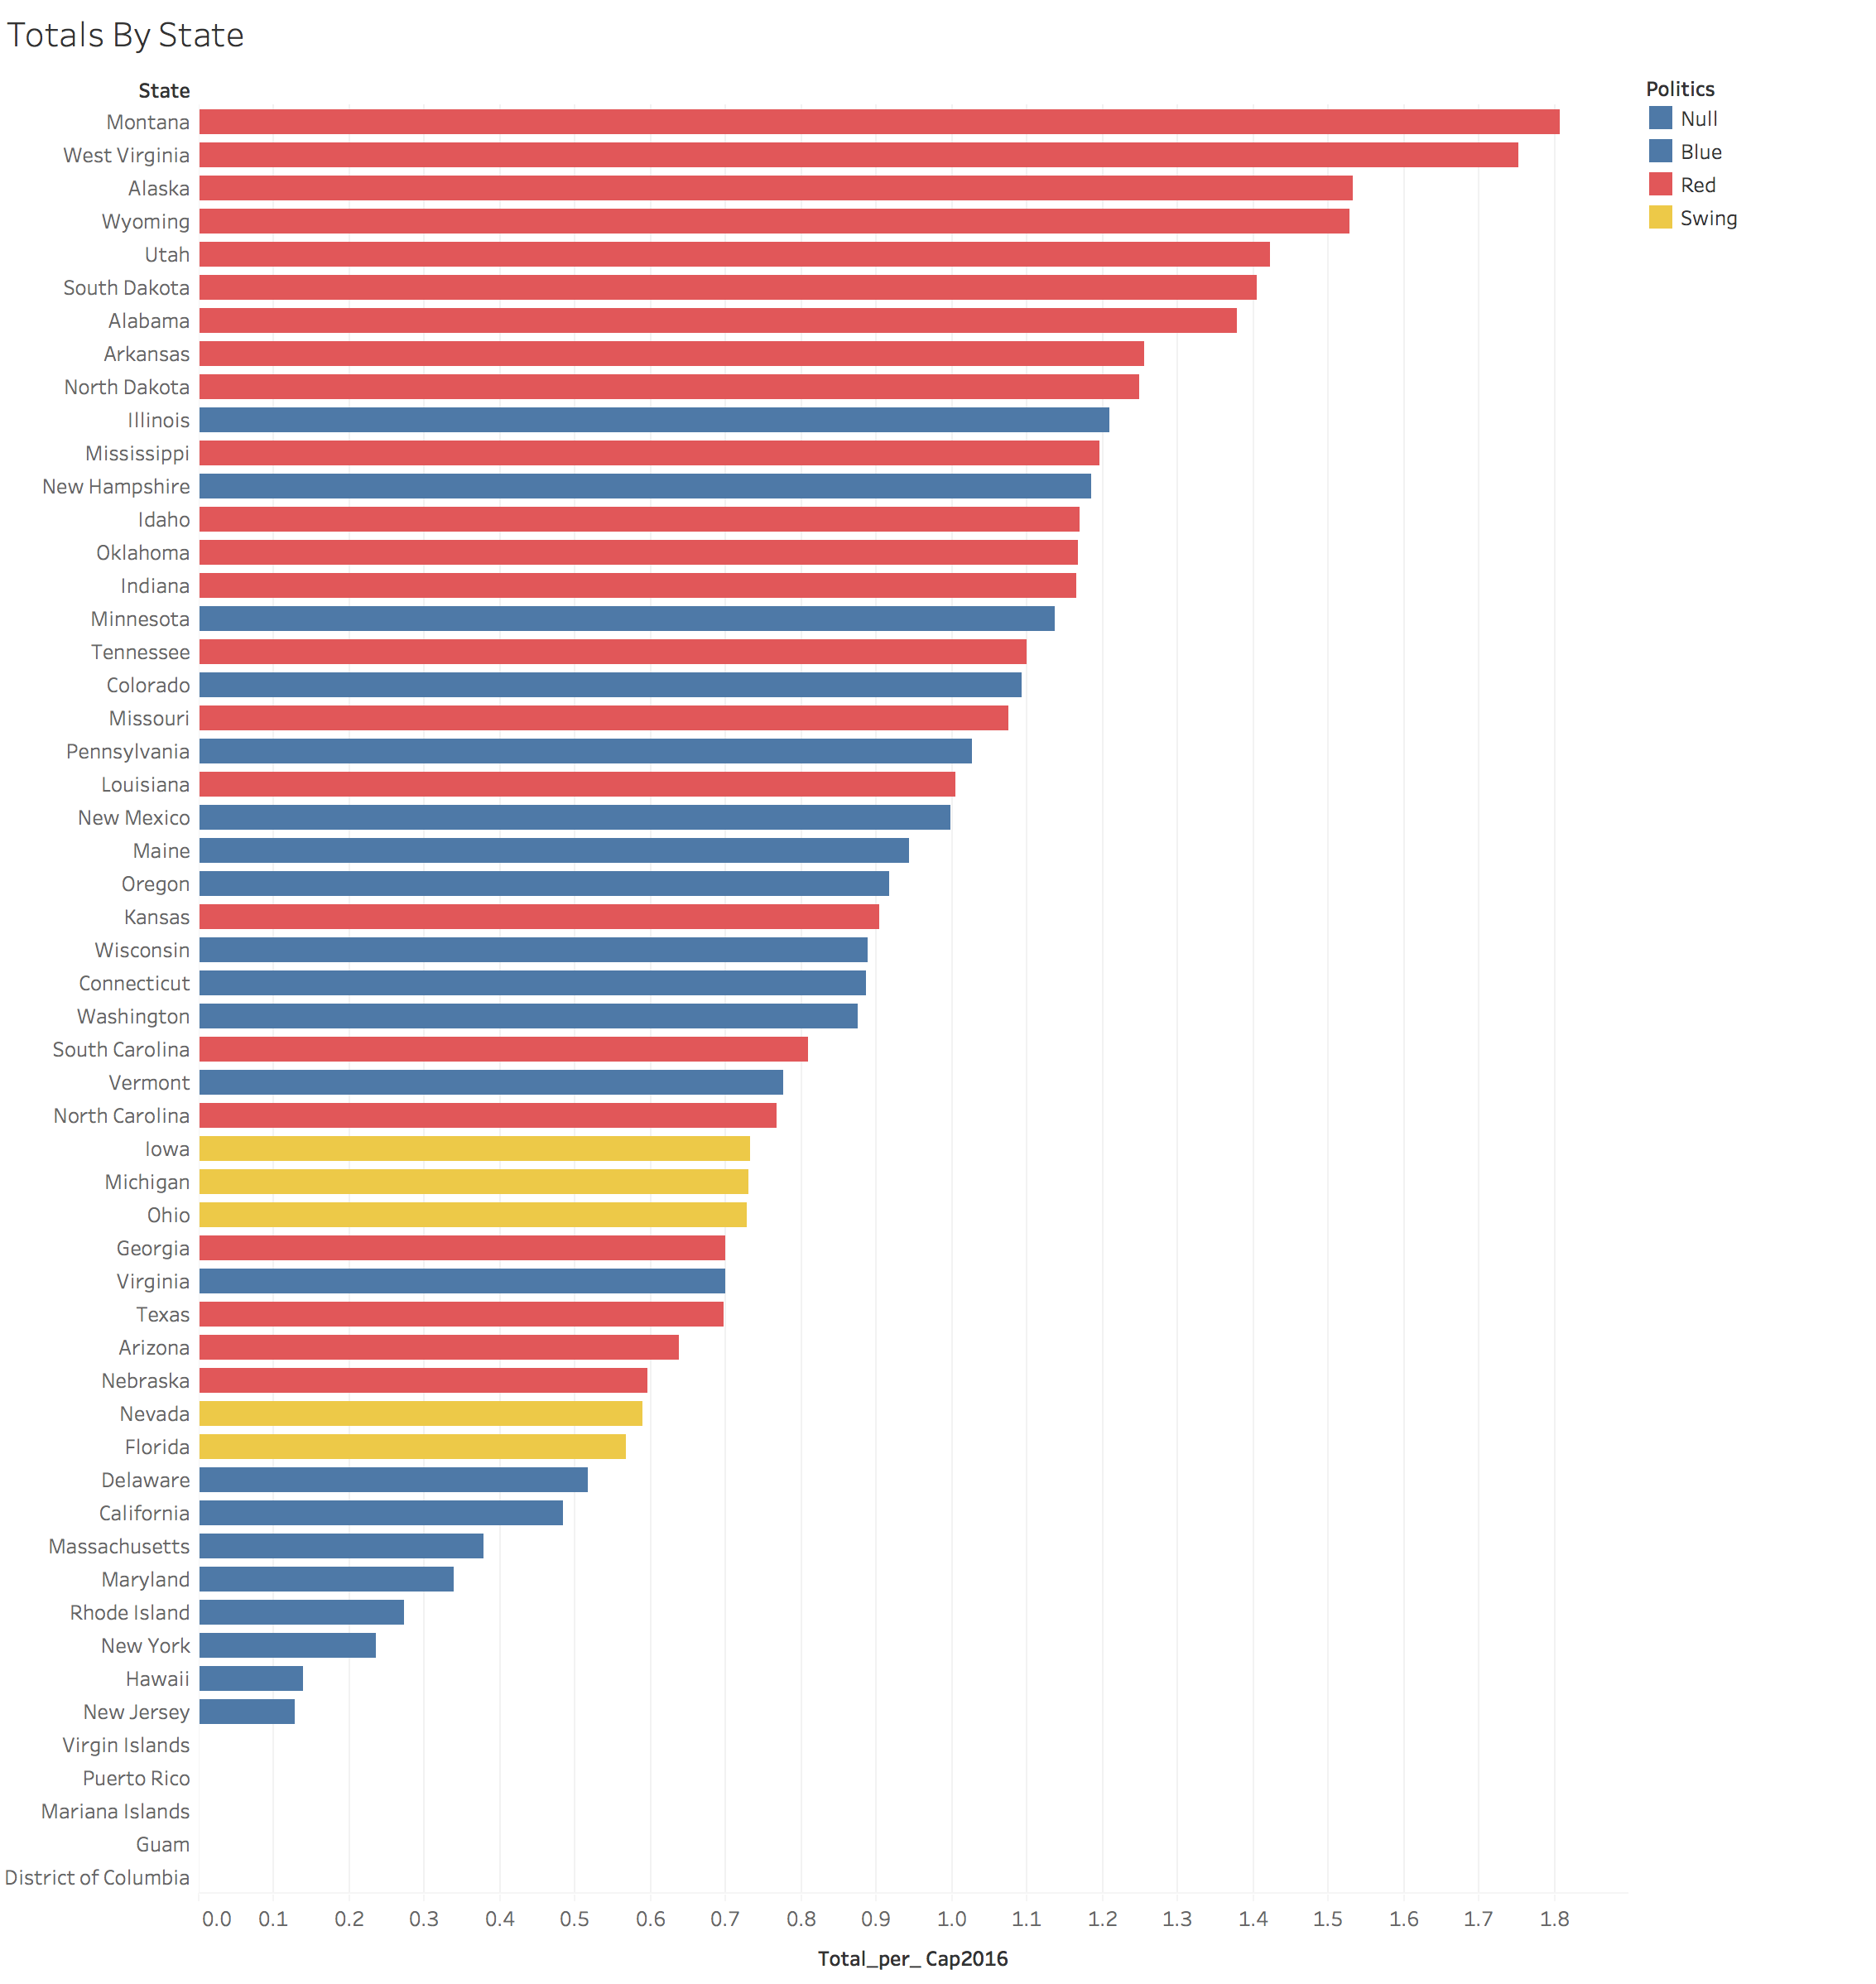 Totals By State
State
Montana
West Virginia
Alaska
Wyoming
Utah
South Dakota
Alabama
Arkansas
North Dakota
Illinois
Mississippi
New Hampshire
Idaho
Oklahoma
Indiana
Minnesota
Tennessee
Colorado
Missouri
Pennsylvania
Louisiana
New Mexico
Maine
Oregon
Kansas
Wisconsin
Connecticut
Washington
South Carolina
Vermont
North Carolina
Iowa
Michigan
Ohio
Georgia
Virginia
Texas
Arizona
Nebraska
Nevada
Florida
Delaware
California
Massachusetts
Maryland
Rhode Island
New York
Hawaii
New Jersey
Virgin Islands
Puerto Rico
Mariana Islands
Guam
District of Columbia
0.0 0.1 0.2 0.3 0.4 0.5 0.6 0.7 0.8 0.9 1.0 1.1 1.2 1.3 1.4 1.5 1.6 1.7 1.8
Total_per_ Cap2016
Politics
Null
Blue
Red
Swing